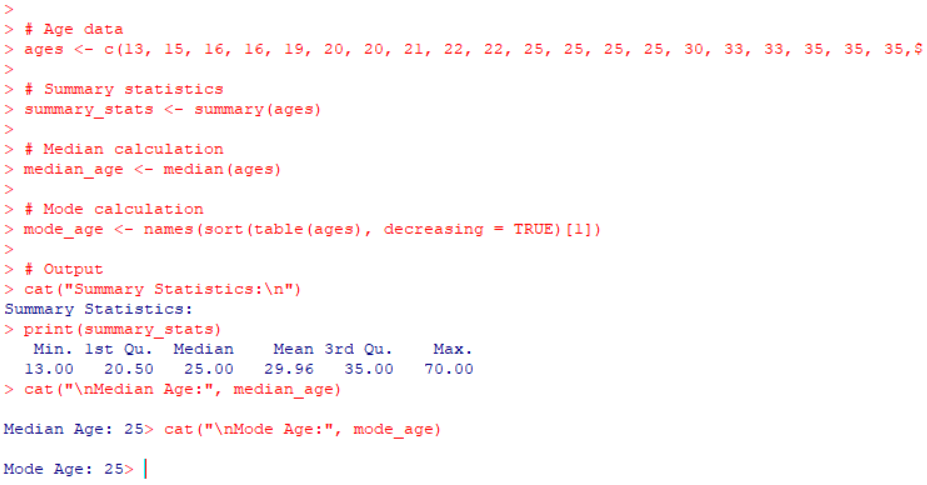 >
> # Age data
> ages <- c(13, 15, 16, 16, 19, 20, 20, 21, 22, 22, 25, 25, 25, 25, 30, 33, 33, 35, 35, 35,$
>
> # Summary statistics
> summary_stats <- summary(ages)
>
> # Median calculation
> median_age <- median(ages)
>
> # Mode calculation
> mode_age <- names(sort(table(ages), decreasing = TRUE)[1])
>
> # Output
> cat("Summary Statistics:\n")
Summary Statistics:
> print(summary_stats)
   Min. 1st Qu.  Median    Mean 3rd Qu.    Max.
  13.00   20.50   25.00   29.96   35.00   70.00
> cat("\nMedian Age:", median_age)

Median Age: 25> cat("\nMode Age:", mode_age)

Mode Age: 25>